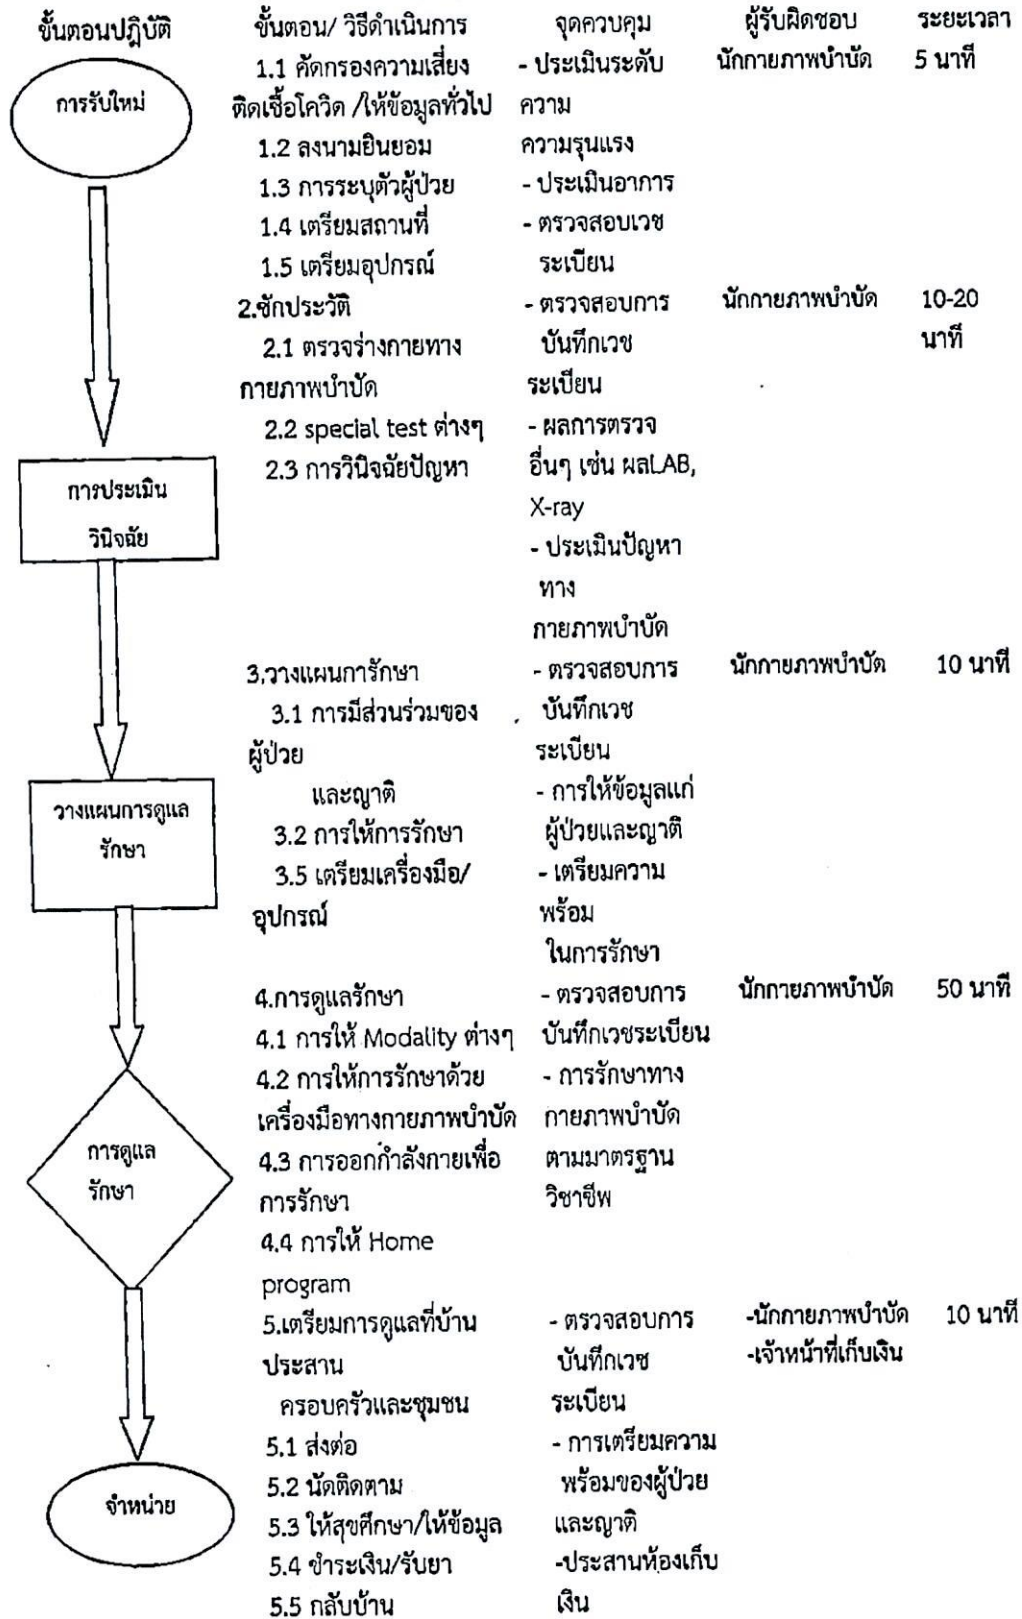 ขั้นตอนปฏิบัติ ขั้นตอน/ วิธีดำเนินการ จุดควบคุม ผู้รับผิดชอบ ระยะเวลา
การรับใหม่
1.1 คัดกรองความเสี่ยง - ประเมินระดับ นักกายภาพบำบัด 5 นาที
ติดเชื้อโควิด /ให้ข้อมูลทั่วไป ความ
1.2 ลงนามยินยอม ความรุนแรง
1.3 การระบุตัวผู้ป่วย - ประเมินอาการ
1.4 เตรียมสถานที่ - ตรวจสอบเวช
1.5 เตรียมอุปกรณ์ ระเบียน
2.ซักประวัติ - ตรวจสอบการ นักกายภาพบำบัด 10-20
2.1 ตรวจร่างกายทาง บันทึกเวช นาที
กายภาพบำบัด ระเบียน
2.2 special test ต่างๆ - ผลการตรวจ
2.3 การวินิจฉัยปัญหา อื่นๆ เช่น ผลLAB,
การประเมิน X-ray
วินิจฉัย - ประเมินปัญหา
ทาง
กายภาพบำบัด
3.วางแผนการักษา - ตรวจสอบการ นักกายภาพบำบัด 10 นาที
3.1 การมีส่วนร่วมของ บันทึกเวช
ผู้ป่วย ระเบียน
และญาติ - การให้ข้อมูลแก่
วางแผนการดูแล 3.2 การให้การรักษา ผู้ป่วยและญาติ
รักษา 3.5 เตรียมเครื่องมือ/ - เตรียมความ
อุปกรณ์ พร้อม
ในการรักษา
4.การดูแลรักษา - ตรวจสอบการ นักกายภาพบำบัด 50 นาที
4.1 การให้ Modality ต่างๆ บันทึกเวชระเบียน
4.2 การให้การรักษาด้วย - การรักษาทาง
เครื่องมือทางกายภาพบำบัด กายภาพบำบัด
การดูแล 4.3 การออกกำลังกายเพื่อ ตามมาตรฐาน
รักษา การรักษา วิชาชีพ
4.4 การให้ Home
program
5.เตรียมการดูแลที่บ้าน - ตรวจสอบการ -นักกายภาพบำบัด 10 นาที
ประสาน บันทึกเวช -เจ้าหน้าที่เก็บเงิน
ครอบครัวและชุมชน ระเบียน
5.1 ส่งต่อ - การเตรียมความ
จำหน่าย 5.2 นัดติดตาม พร้อมของผู้ป่วย
5.3 ให้สุขศึกษา/ให้ข้อมูล และญาติ
5.4 ชำระเงิน/รับยา -ประสานห้องเก็บ
5.5 กลับบ้าน เงิน